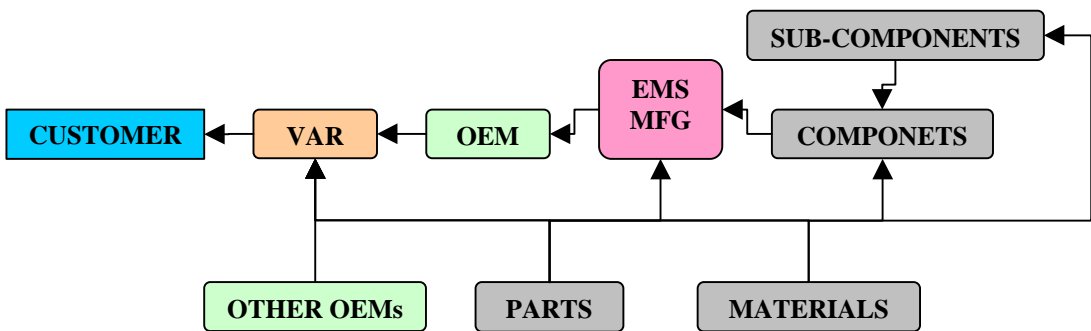 SUB-COMPONENTS
EMS
MFG
CUSTOMER
VAR
OEM
COMPONETS
OTHER OEMs
PARTS
MATERIALS